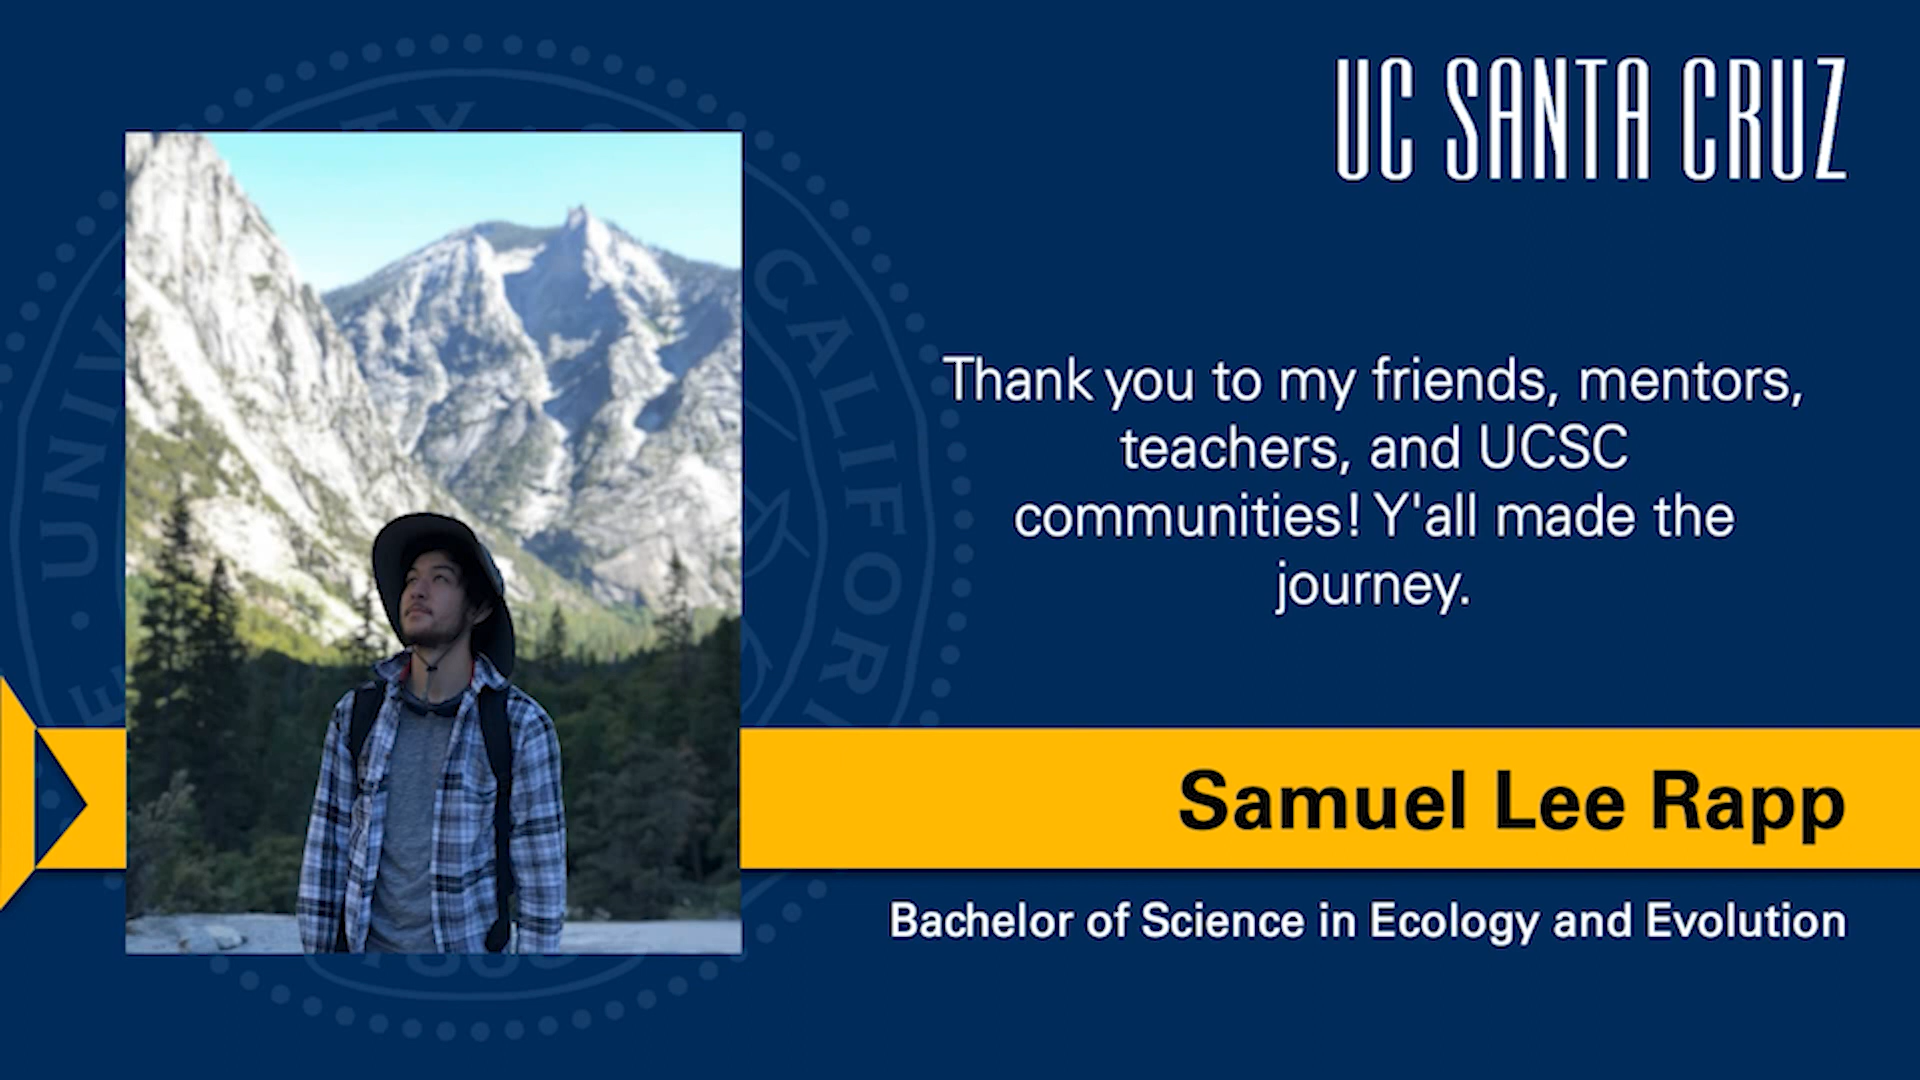 UC SANTA CRUZ
Thank you to my friends, mentors,
teachers, and UCSC
communities! Y'all made the
journey.
Samuel Lee Rapp
Bachelor of Science in Ecology and Evolution